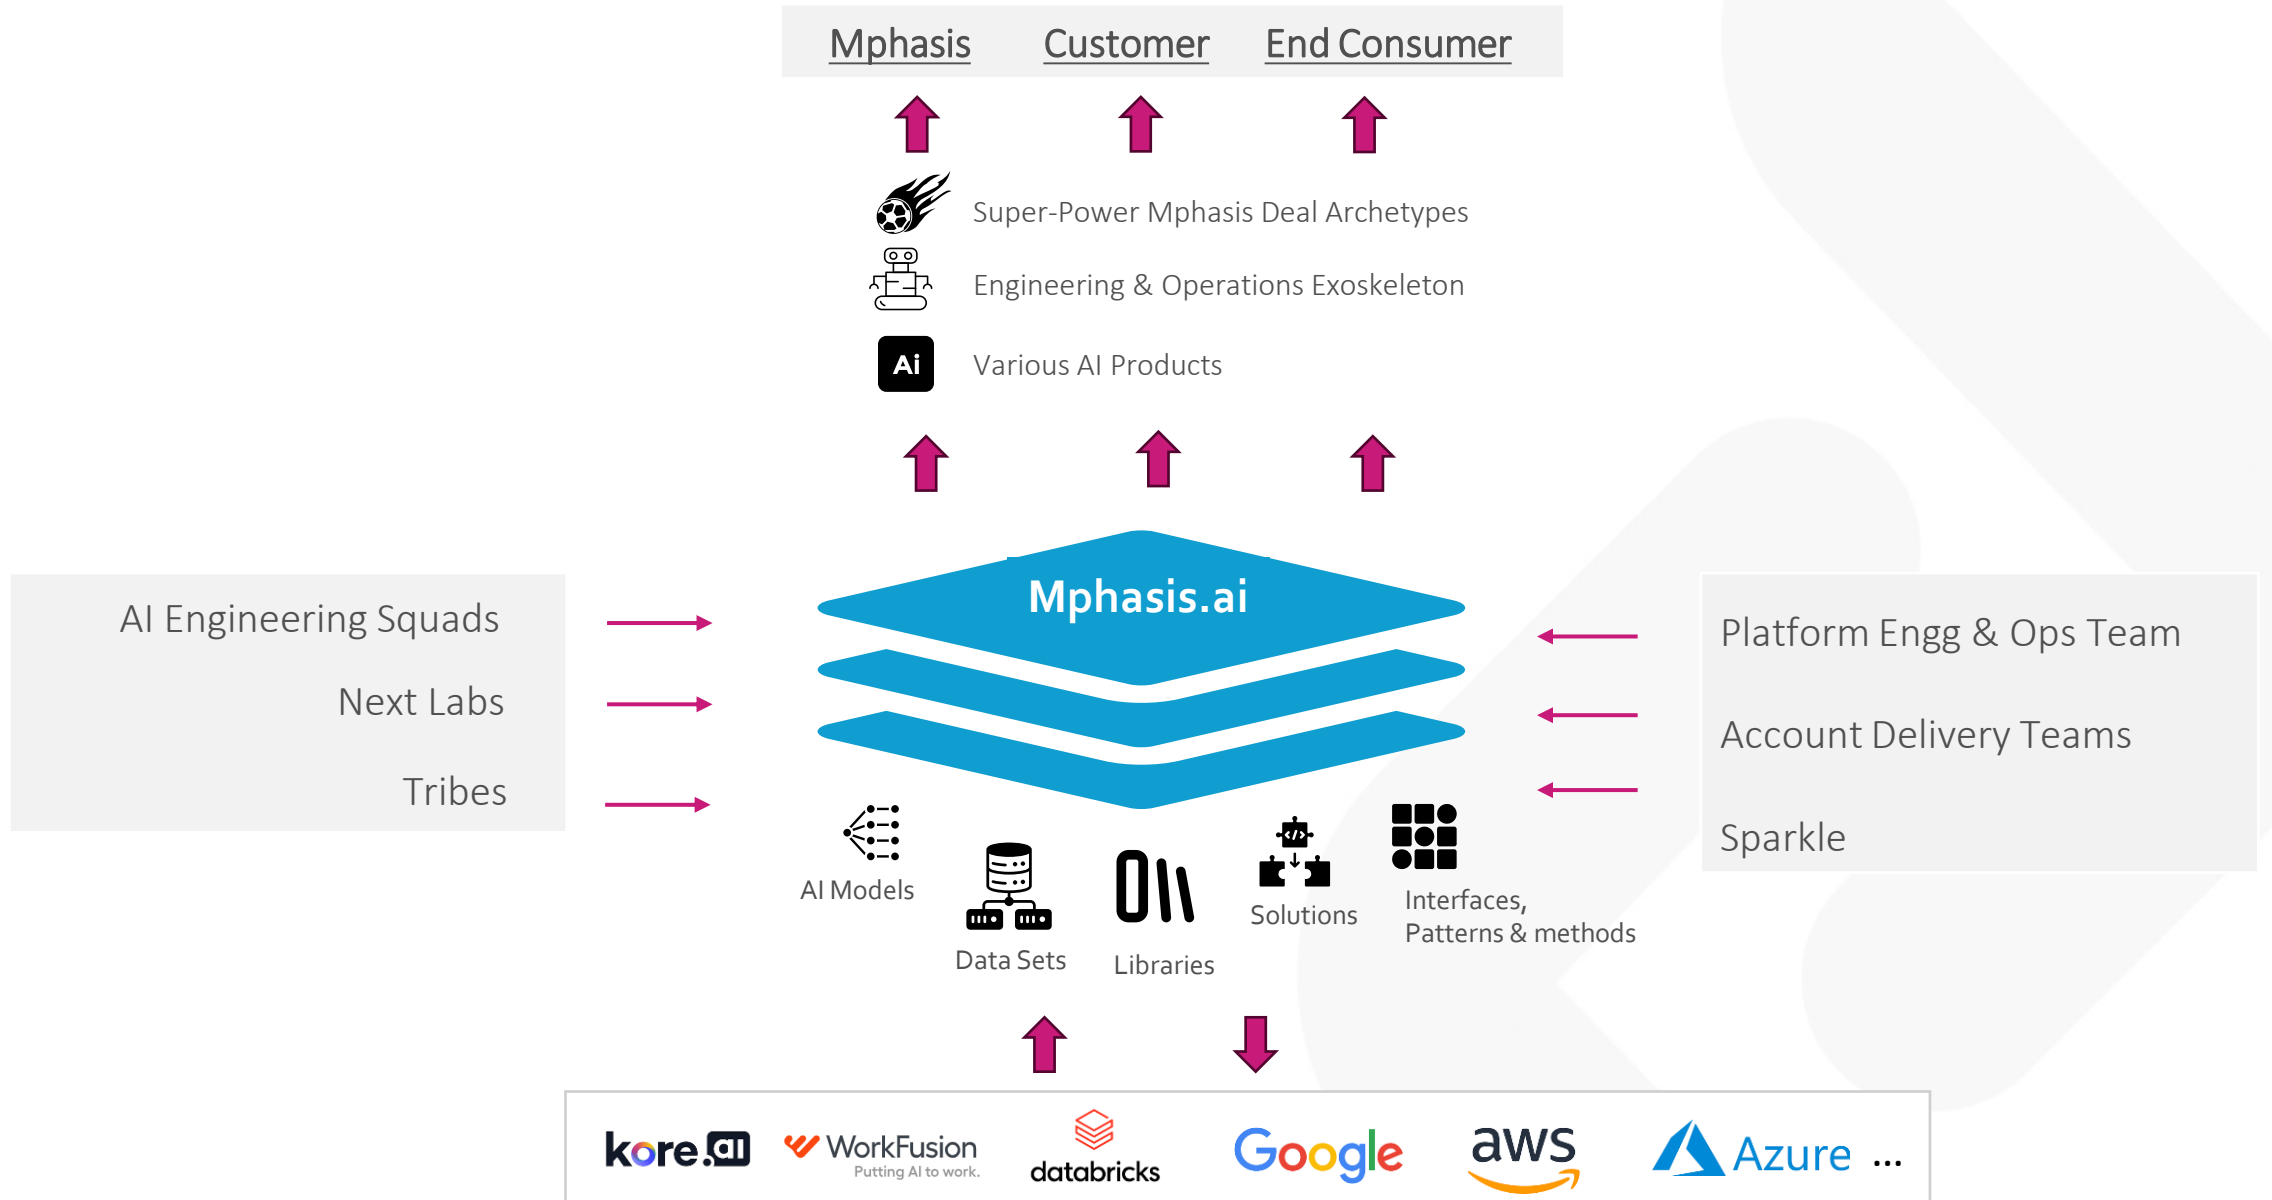 Mphasis Customer End Consumer
Super-Power Mphasis Deal Archetypes
Engineering & Operations Exoskeleton
Ai
Various AI Products
Mphasis.ai
AI Engineering Squads
Next Labs
Tribes
Platform Engg & Ops Team
Account Delivery Teams
Sparkle
AI Models
Data Sets
Libraries
</>
Solutions
Interfaces,
Patterns & methods
kore.ai
WorkFusion
Putting AI to work.
databricks
Google
aws
Azure ...